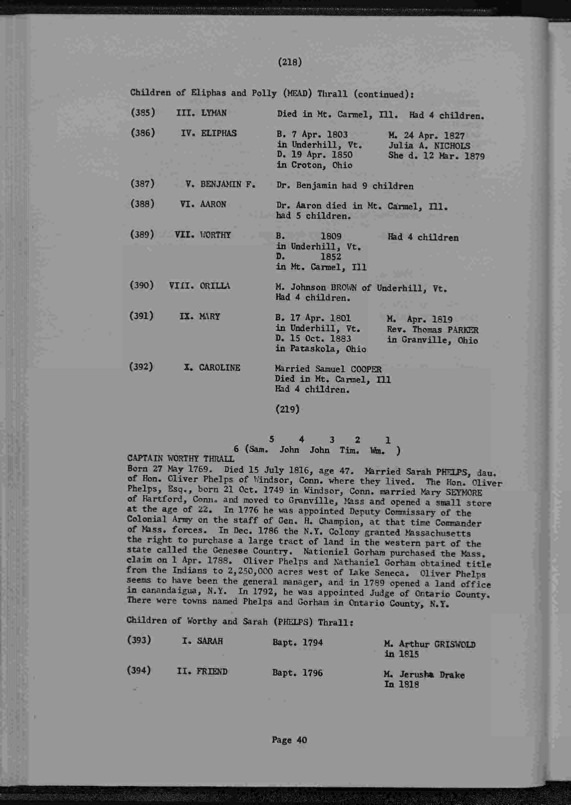 (218)
Children of Eliphas and Polly (MEAD) Thrall (continued):
(385) III. LYMAN Died in Mt. Carmel, Ill. Had 4 children.
(386) IV. ELIPHAS B. 7 Apr. 1803 M. 24 Apr. 1827
in Underhill, Vt. Julia A. NICHOLS
D. 19 Apr. 1850 She d. 12 Mar. 1879
in Croton, Ohio
(387) V. BENJAMIN F. Dr. Benjamin had 9 children
(388) VI. AARON Dr. Aaron died in Mt. Carmel, Ill.
had 5 children.
(389) VII. WORTHY B. 1809 Had 4 children
in Underhill, Vt.
D. 1852
in Mt. Carmel, Ill
(390) VIII. ORILLA M. Johnson BROWN of Underhill, Vt.
Had 4 children.
(391) IX. MARY B. 17 Apr. 1801 M. Apr. 1819
in Underhill, Vt. Rev. Thomas PARKER
D. 15 Oct. 1883 in Granville, Ohio
in Pataskola, Ohio
(392) X. CAROLINE Married Samuel COOPER
Died in Mt. Carmel, Ill
Had 4 children.
(219)
5 4 3 2 1
6 (Sam. John John Tim. Wm. )
CAPTAIN WORTHY THRALL
Born 27 May 1769. Died 15 July 1816, age 47. Married Sarah PHELPS, dau.
of Hon. Oliver Phelps of Windsor, Conn. where they lived. The Hon. Oliver
Phelps, Esq., born 21 Oct. 1749 in Windsor, Conn. married Mary SEYMORE
of Hartford, Conn. and moved to Granville, Mass and opened a small store
at the age of 22. In 1776 he was appointed Deputy Commissary of the
Colonial Army on the staff of Gen. H. Champion, at that time Commander
of Mass. forces. In Dec. 1786 the N.Y. Colony granted Massachusetts
the right to purchase a large tract of land in the western part of the
state called the Genesee Country. Nationiel Gorham purchased the Mass.
claim on 1 Apr. 1788. Oliver Phelps and Nathaniel Gorham obtained title
from the Indians to 2,250,000 acres west of Lake Seneca. Oliver Phelps
seems to have been the general manager, and in 1789 opened a land office
in canandaigua, N.Y. In 1792, he was appointed Judge of Ontario County.
There were towns named Phelps and Gorham in Ontario County, N.Y.
Children of Worthy and Sarah (PHELPS) Thrall:
(393) I. SARAH Bapt. 1794 M. Arthur GRISWOLD
in 1815
(394) II. FRIEND Bapt. 1796 M. Jerusha Drake
In 1818
Page 40